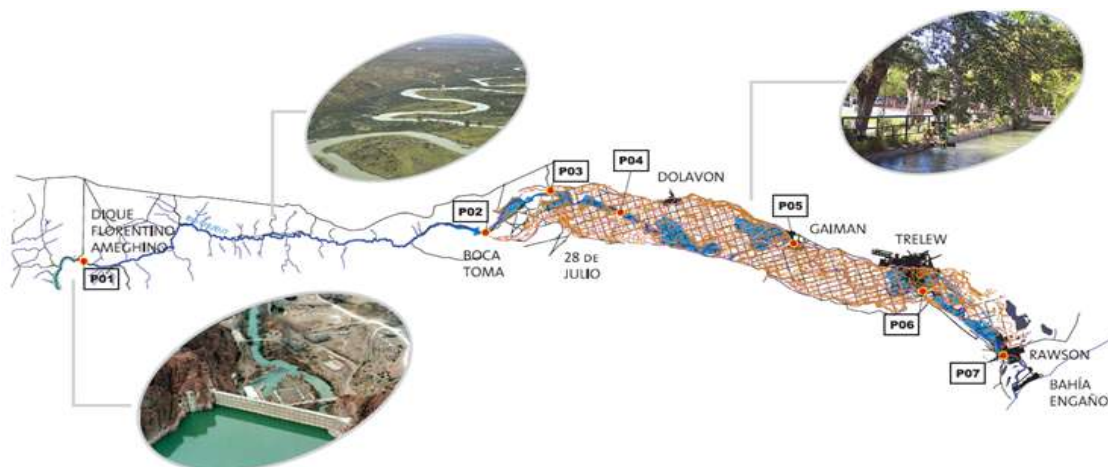 P03
P04
DOLAVON
P02
DIQUE
FLORENTINO
AMEGHINO
P05
GAIMAN
BOCA
TOMA
28 DE
JULIO
TRELEW
P01
P06
RAWSON
P07
BAHÍA
ENGAÑO